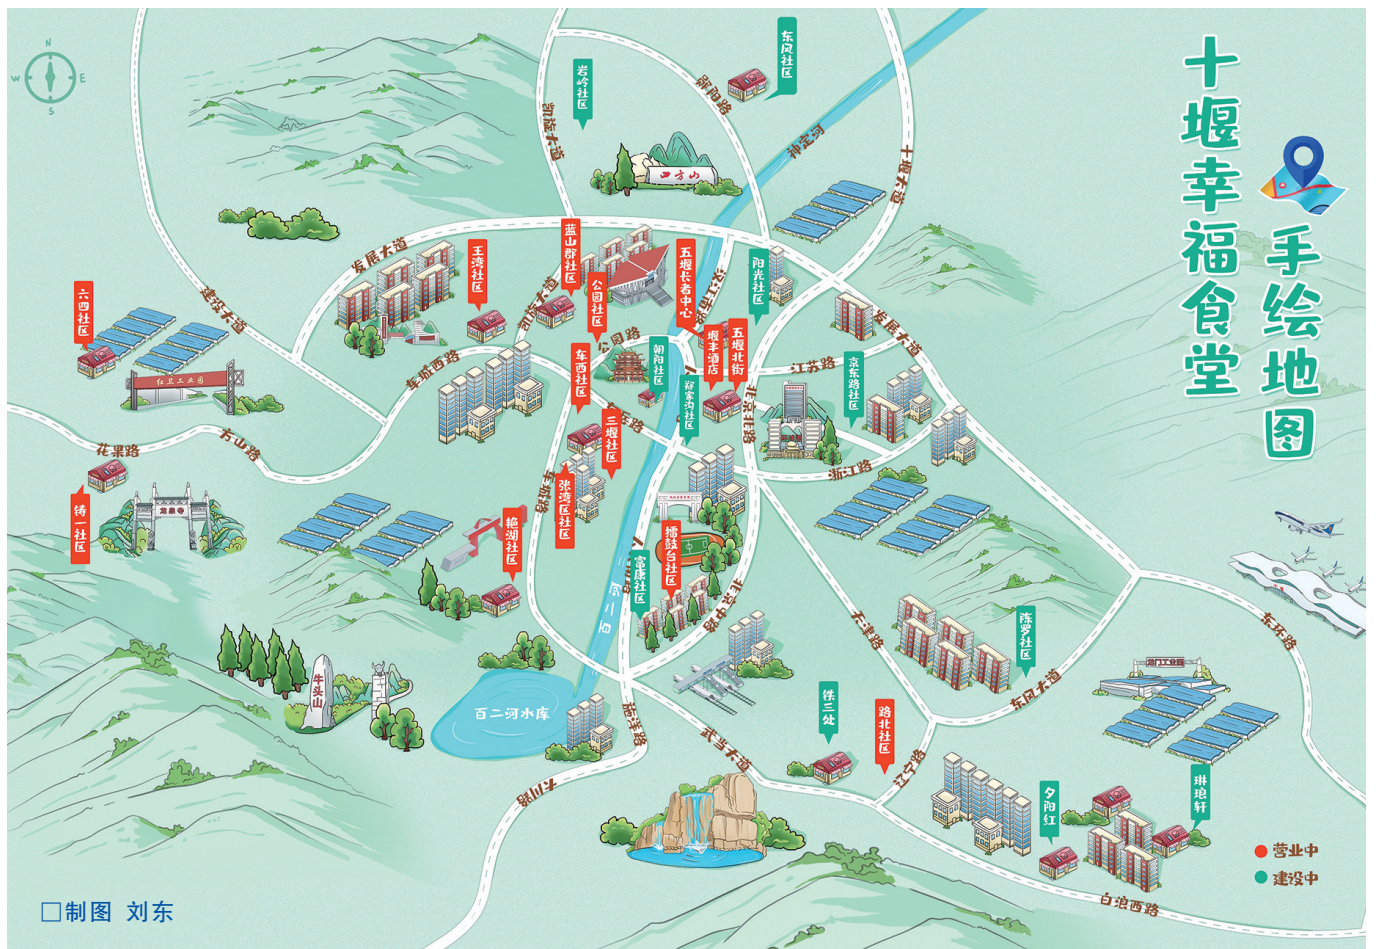 十堰幸福食堂
手绘地图
N
W
E
S
东风社区
岩岭社区
郧阳路
凯旋大道
神定河
十堰大道
四方山
发展大道
王湾社区
蓝山郡社区
公园社区
五堰长者中心
阳光社区
六四社区
建设大道
红卫工业园
车城西路
公园路
朝阳社区
堰丰酒店
五堰北街
发展大道
江苏路
京东路社区
车西社区
郑家沟社区
北京北路
三堰社区
浙江路
花果路
方山路
车城路
张湾区社区
艳湖社区
铸一社区
龙泉寺
擂鼓台社区
富康社区
百二河
北京中路
天津路
陈罗社区
东环路
牛头山
百二河水库
东风大道
铁三处
路北社区
武当大道
辽宁路
大川路
夕阳红
琳琅轩
白浪西路
营业中
建设中
□制图 刘东